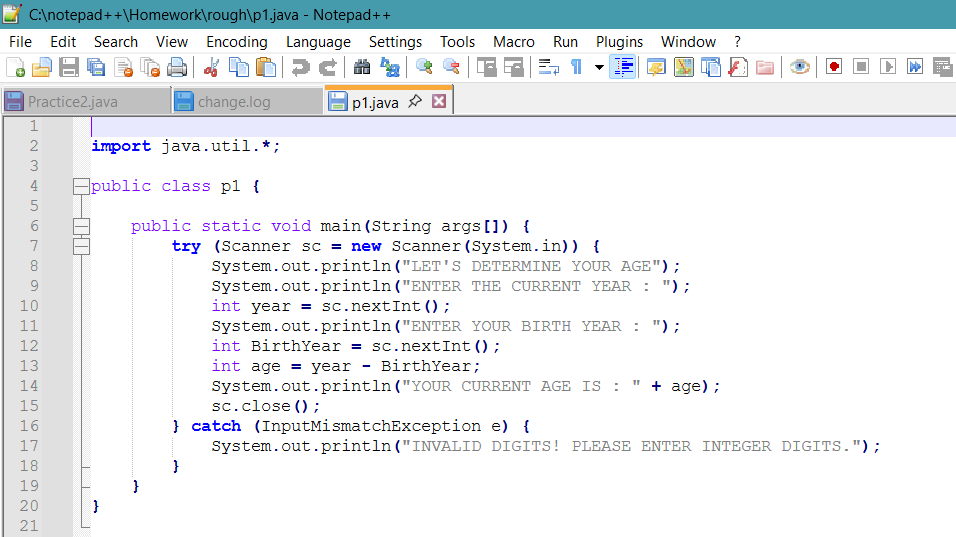 C:\notepad++\Homework\rough\p1.java - Notepad++
File Edit Search View Encoding Language Settings Tools Macro Run Plugins Window ?
Practice2.java change.log p1.java
1
2 import java.util.*;
3
4 public class p1 {
5
6     public static void main(String args[]) {
7         try (Scanner sc = new Scanner(System.in)) {
8             System.out.println("LET'S DETERMINE YOUR AGE");
9             System.out.println("ENTER THE CURRENT YEAR : ");
10             int year = sc.nextInt();
11             System.out.println("ENTER YOUR BIRTH YEAR : ");
12             int BirthYear = sc.nextInt();
13             int age = year - BirthYear;
14             System.out.println("YOUR CURRENT AGE IS : " + age);
15             sc.close();
16         } catch (InputMismatchException e) {
17             System.out.println("INVALID DIGITS! PLEASE ENTER INTEGER DIGITS.");
18         }
19     }
20 }
21